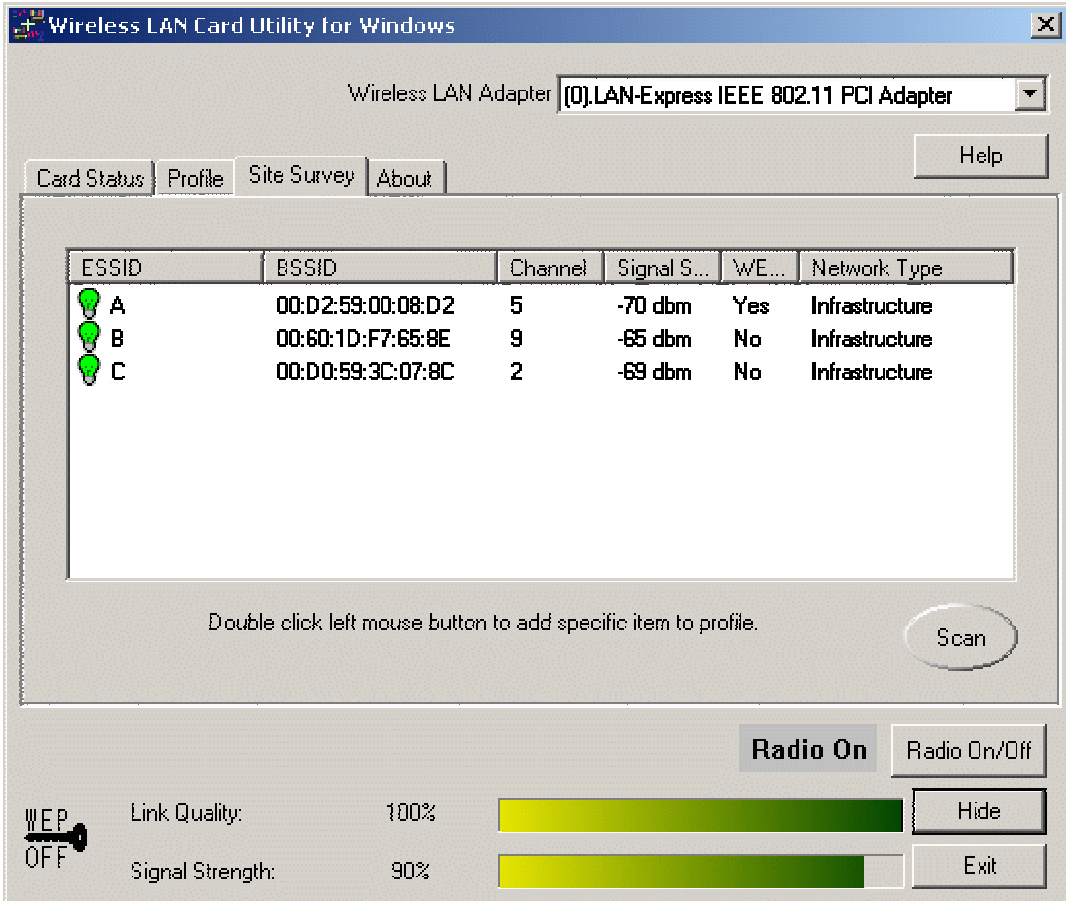 Wireless LAN Card Utility for Windows
Wireless LAN Adapter (0).LAN-Express IEEE 802.11 PCI Adapter
Help
Card Status Profile Site Survey About
ESSID BSSID Channel Signal S... WE... Network Type
A 00:D2:59:00:08:D2 5 -70 dbm Yes Infrastructure
B 00:60:1D:F7:65:8E 9 -65 dbm No Infrastructure
C 00:D0:59:3C:07:8C 2 -69 dbm No Infrastructure
Double click left mouse button to add specific item to profile.
Scan
Radio On Radio On/Off
WEP OFF
Link Quality: 100% Hide
Signal Strength: 90% Exit